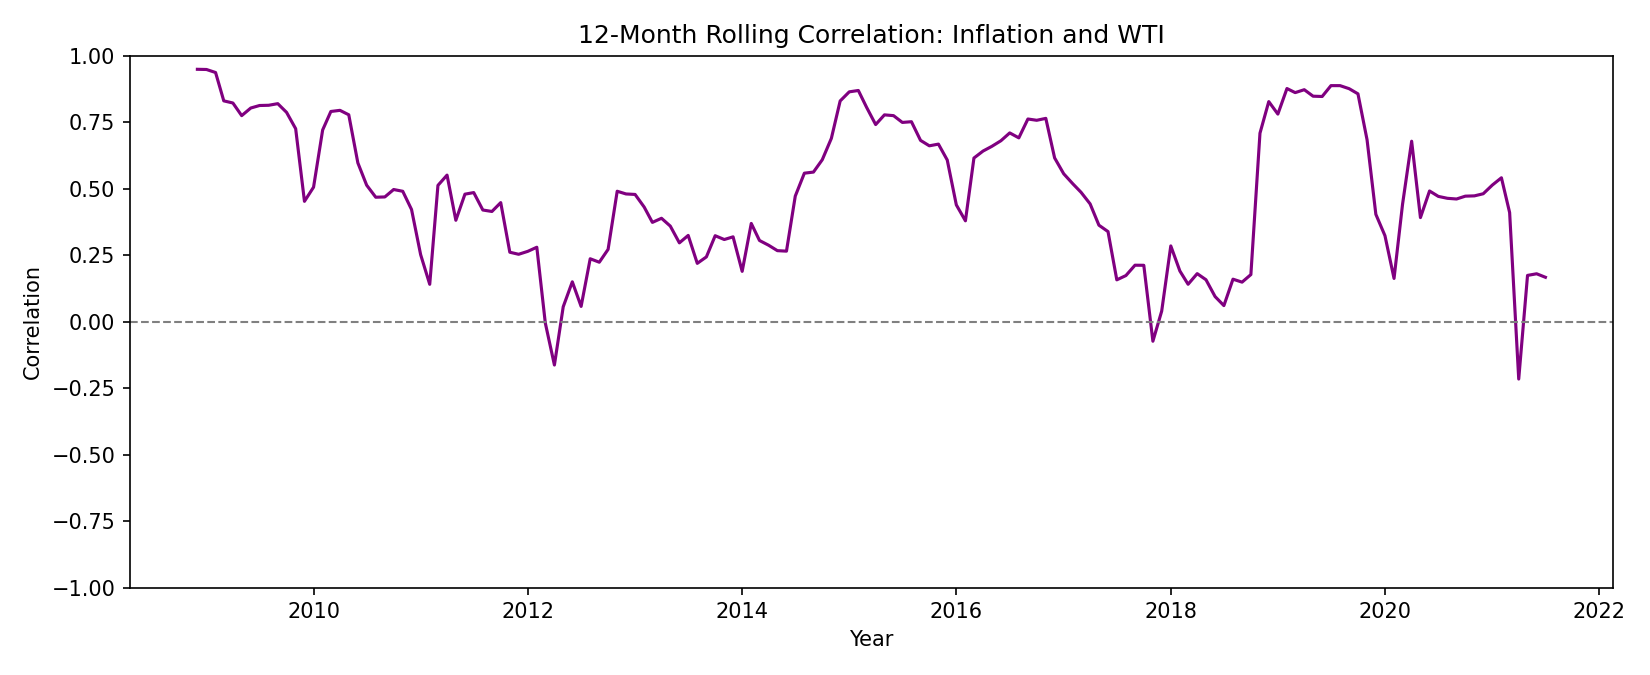 12-Month Rolling Correlation: Inflation and WTI
1.00
0.75
0.50
0.25
0.00
−0.25
−0.50
−0.75
−1.00
Correlation
2010 2012 2014 2016 2018 2020 2022
Year